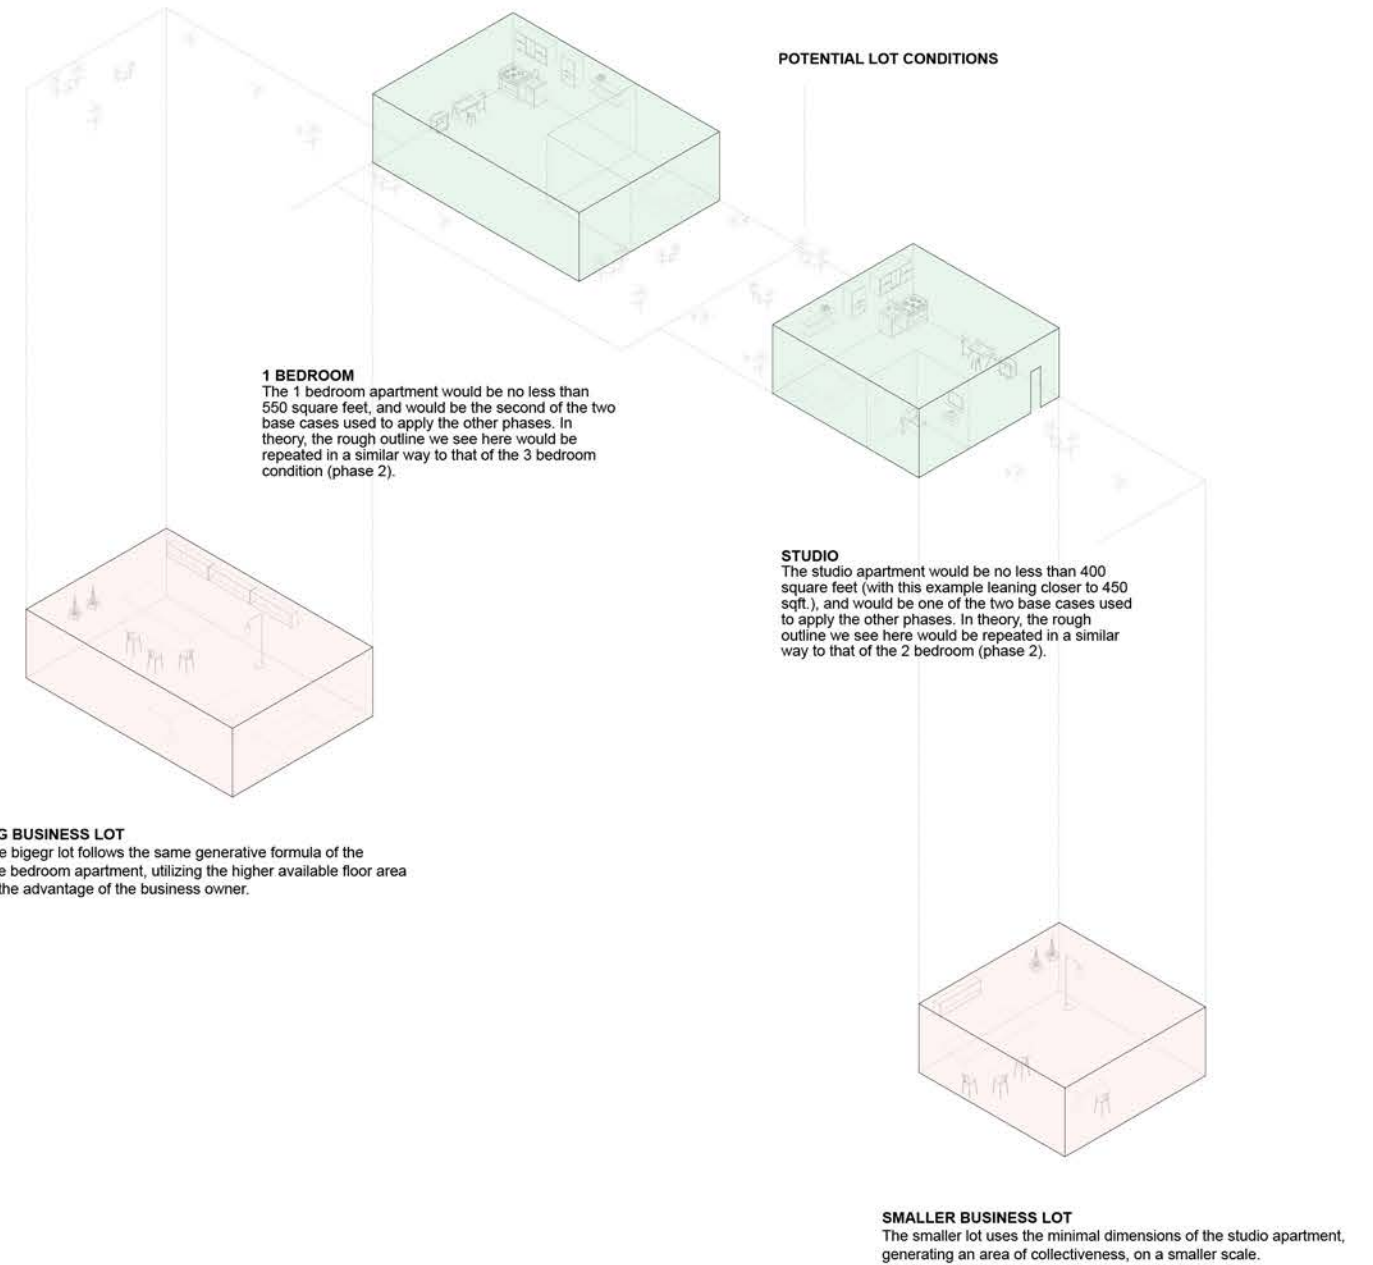 POTENTIAL LOT CONDITIONS
1 BEDROOM
The 1 bedroom apartment would be no less than
550 square feet, and would be the second of the two
base cases used to apply the other phases. In
theory, the rough outline we see here would be
repeated in a similar way to that of the 3 bedroom
condition (phase 2).
STUDIO
The studio apartment would be no less than 400
square feet (with this example leaning closer to 450
sqft.), and would be one of the two base cases used
to apply the other phases. In theory, the rough
outline we see here would be repeated in a similar
way to that of the 2 bedroom (phase 2).
G BUSINESS LOT
e bigegr lot follows the same generative formula of the
e bedroom apartment, utilizing the higher available floor area
the advantage of the business owner.
SMALLER BUSINESS LOT
The smaller lot uses the minimal dimensions of the studio apartment,
generating an area of collectiveness, on a smaller scale.